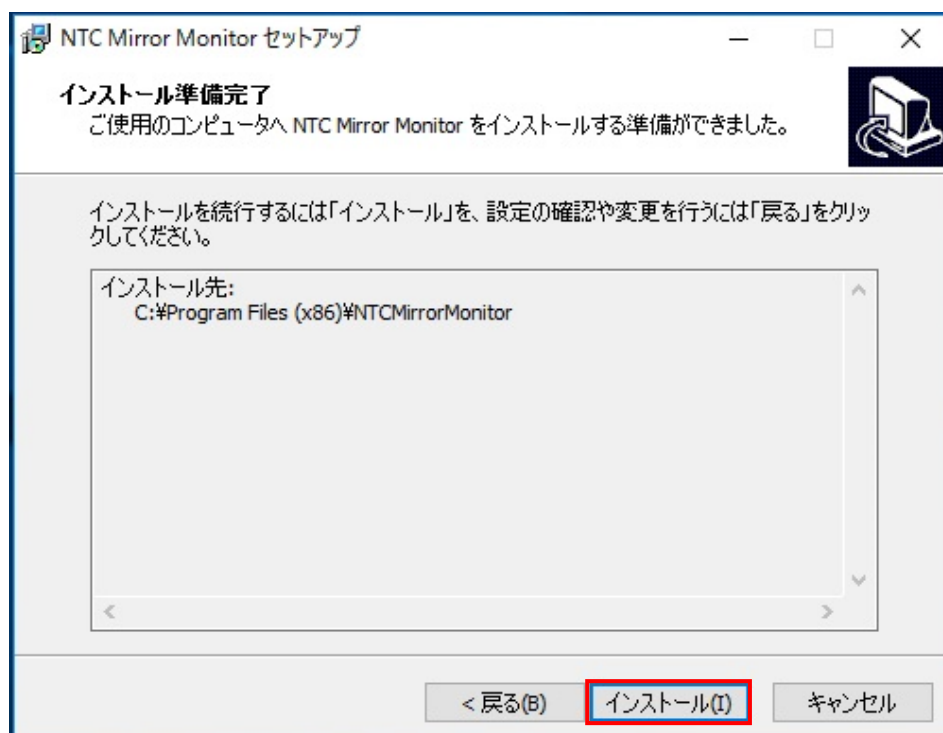 NTC Mirror Monitor セットアップ
インストール準備完了
ご使用のコンピュータへ NTC Mirror Monitor をインストールする準備ができました。
インストールを続行するには「インストール」を、設定の確認や変更を行うには「戻る」をクリッ
クしてください。
インストール先:
C:¥Program Files (x86)¥NTCMirrorMonitor
< 戻る(B)
インストール(I)
キャンセル